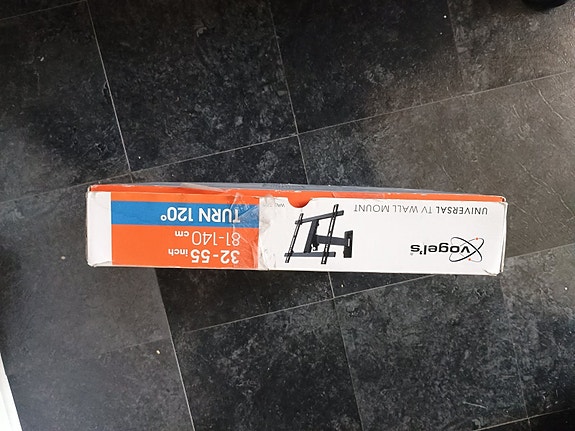 vogel's®
UNIVERSAL TV WALL MOUNT
32-55 inch
81-140 cm
TURN 120°